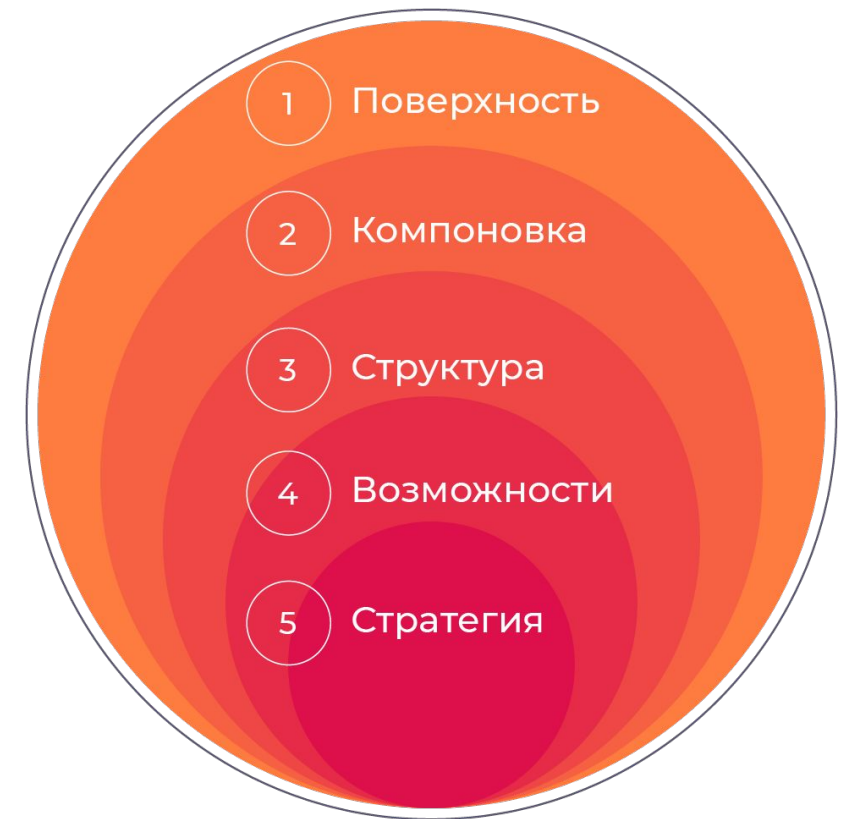 1 Поверхность
2 Компоновка
3 Структура
4 Возможности
5 Стратегия